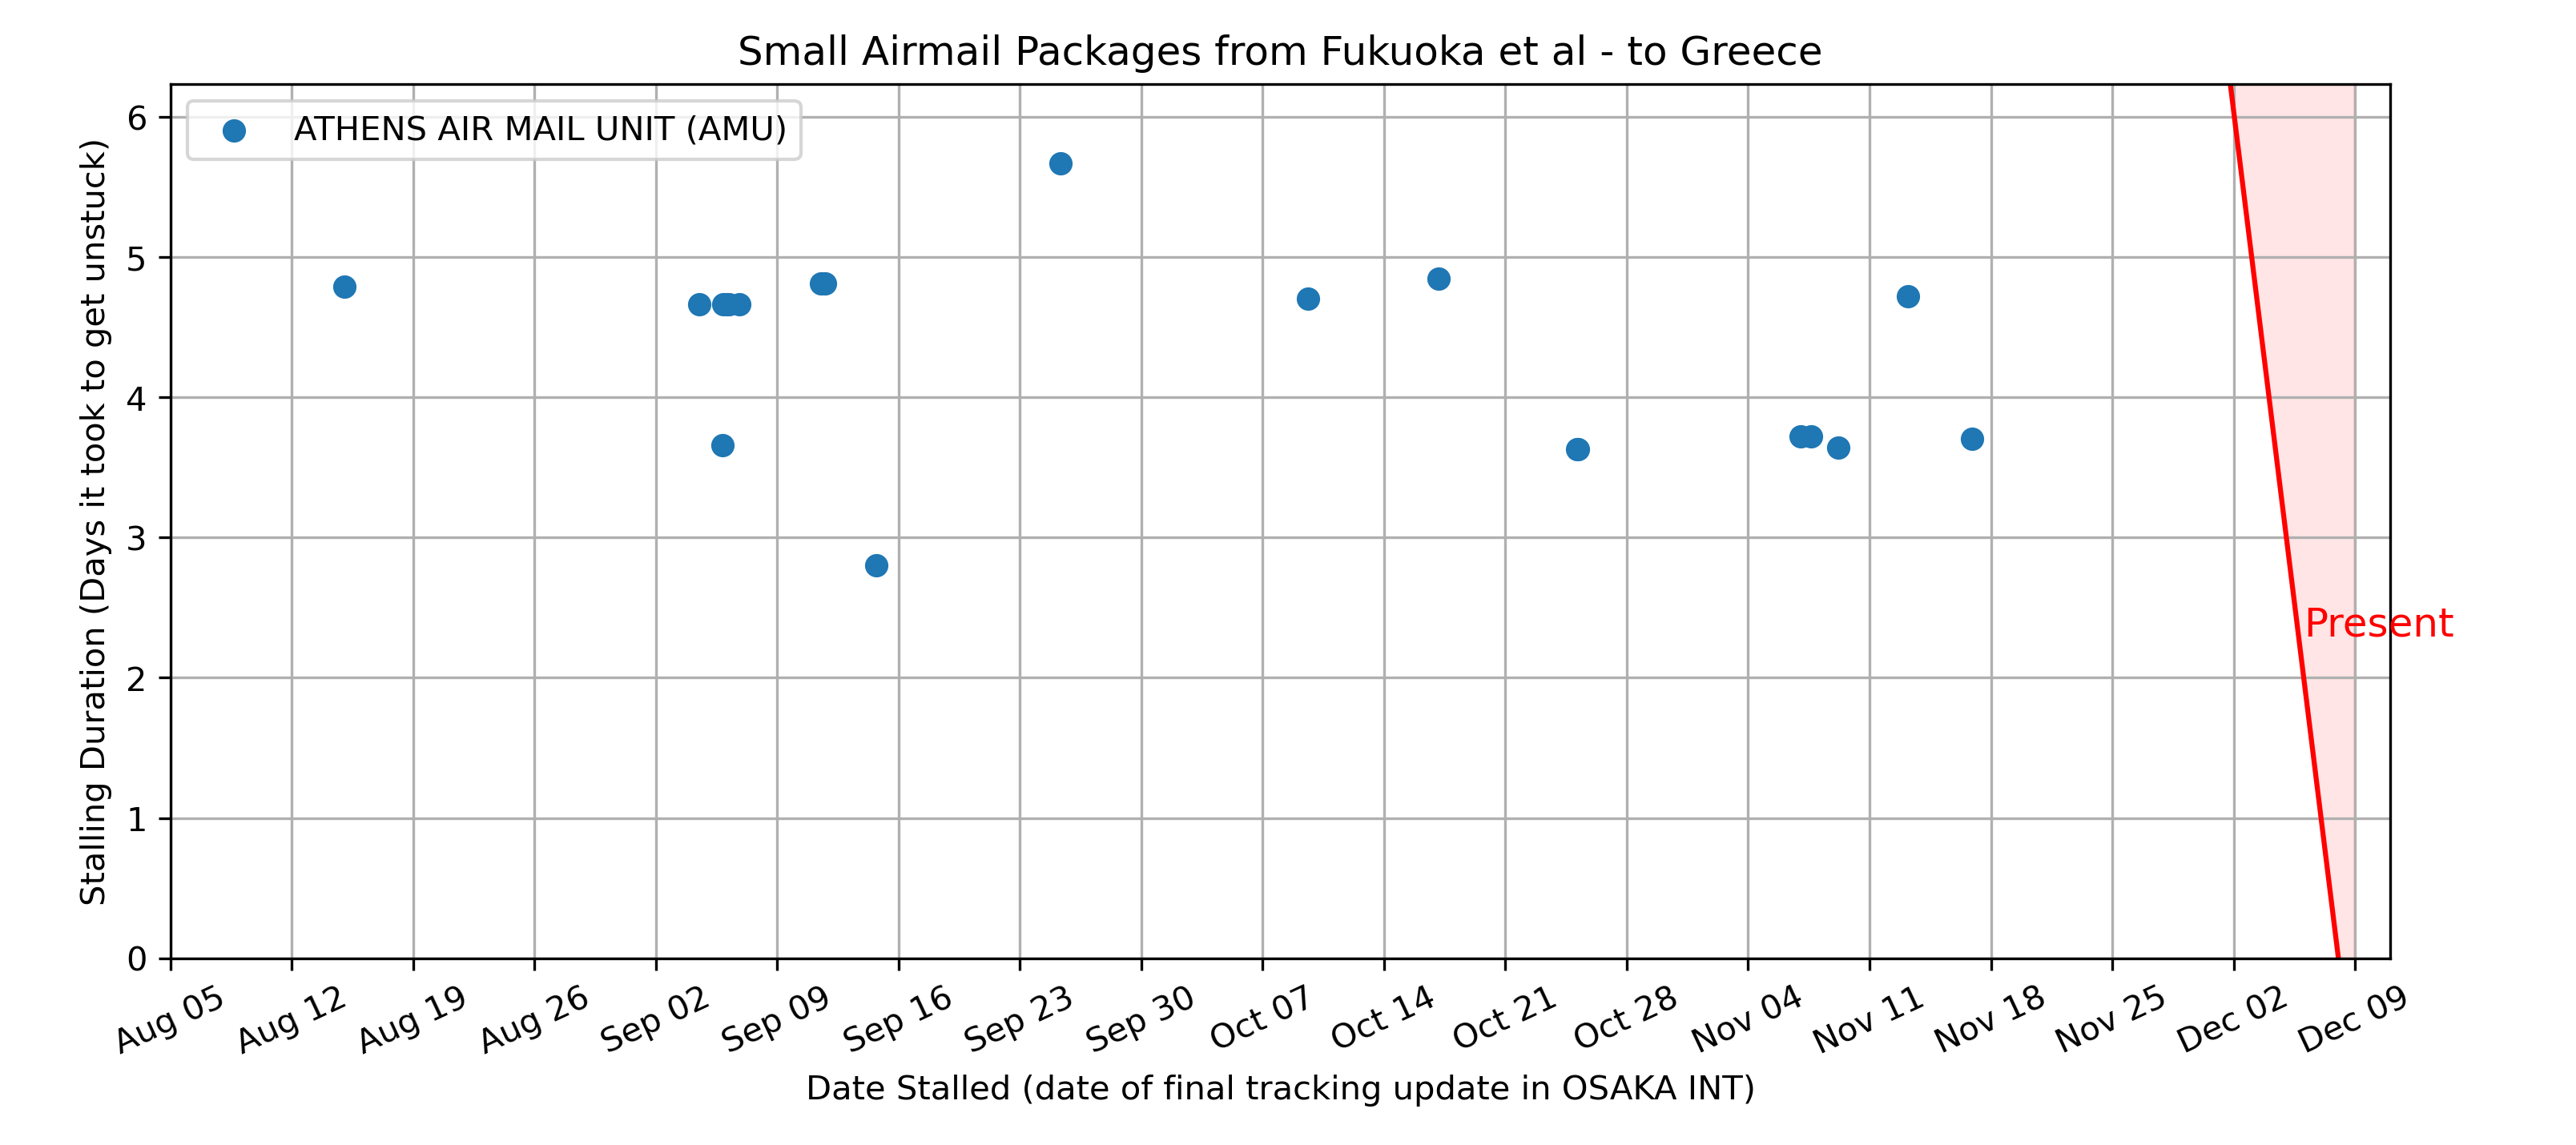 Small Airmail Packages from Fukuoka et al - to Greece
ATHENS AIR MAIL UNIT (AMU)
Stalling Duration (Days it took to get unstuck)
6
5
4
3
2
1
0
Present
Aug 05
Aug 12
Aug 19
Aug 26
Sep 02
Sep 09
Sep 16
Sep 23
Sep 30
Oct 07
Oct 14
Oct 21
Oct 28
Nov 04
Nov 11
Nov 18
Nov 25
Dec 02
Dec 09
Date Stalled (date of final tracking update in OSAKA INT)